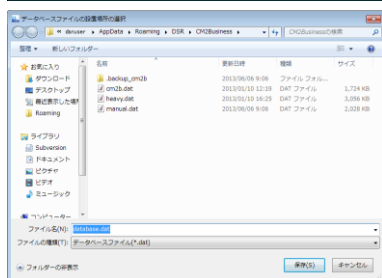 データベースファイルの設置場所の選択
« dsruser ▸ AppData ▸ Roaming ▸ DSR ▸ CM2Business ▸
CM2Businessの検索
整理 ▾ 新しいフォルダー
名前 更新日時 種類 サイズ
お気に入り
ダウンロード
デスクトップ
最近表示した場所
Roaming
ライブラリ
Subversion
ドキュメント
ピクチャ
ビデオ
ミュージック
コンピューター
.backup_cm2b 2013/06/06 9:06 ファイル フォル...
cm2b.dat 2013/01/10 12:19 DAT ファイル 1,724 KB
heavy.dat 2013/01/10 16:25 DAT ファイル 3,056 KB
manual.dat 2013/06/06 9:06 DAT ファイル 2,028 KB
ファイル名(N): database.dat
ファイルの種類(T): データベースファイル(*.dat)
フォルダーの非表示
保存(S) キャンセル